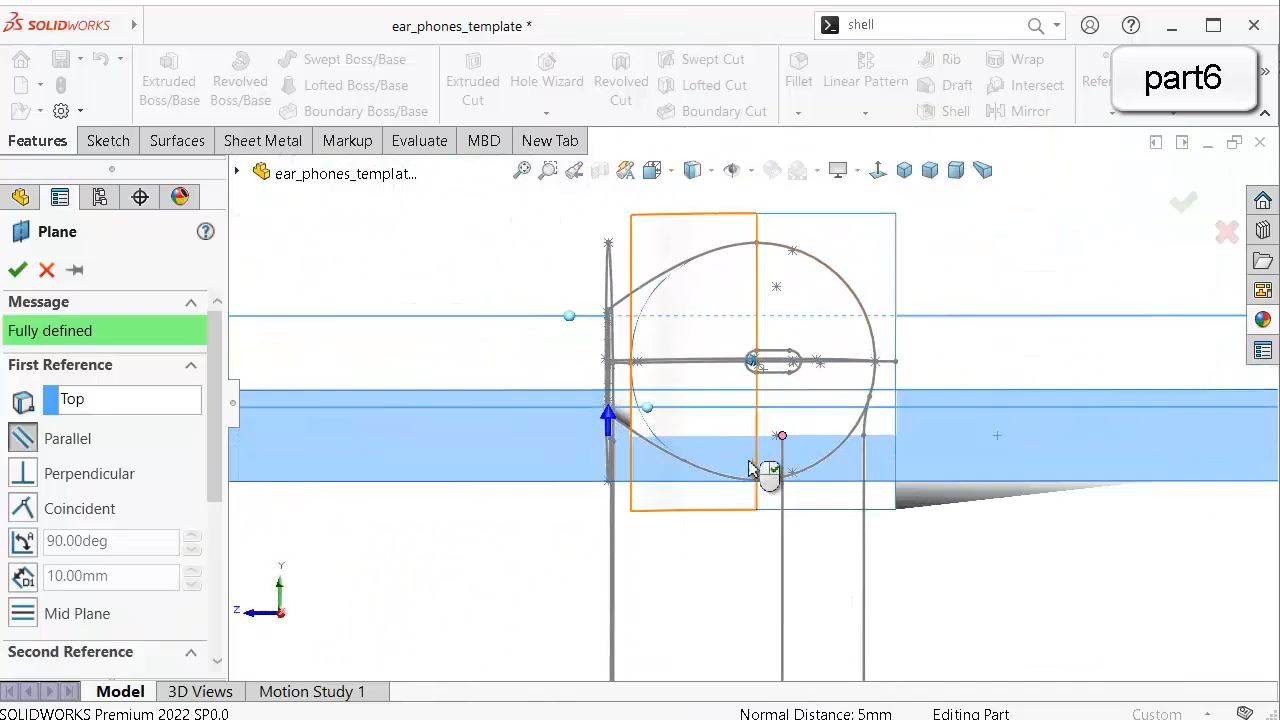 SOLIDWORKS
ear_phones_template *
shell
Extruded Boss/Base
Revolved Boss/Base
Swept Boss/Base
Lofted Boss/Base
Boundary Boss/Base
Extruded Cut
Hole Wizard
Revolved Cut
Swept Cut
Lofted Cut
Boundary Cut
Fillet
Linear Pattern
Rib
Draft
Shell
Wrap
Intersect
Mirror
Refer
part6
Features
Sketch
Surfaces
Sheet Metal
Markup
Evaluate
MBD
New Tab
ear_phones_templat...
Plane
Message
Fully defined
First Reference
Top
Parallel
Perpendicular
Coincident
90.00deg
10.00mm
Mid Plane
Second Reference
Y
Z
Model
3D Views
Motion Study 1
SOLIDWORKS Premium 2022 SP0.0
Normal Distance: 5mm
Editing Part
Custom